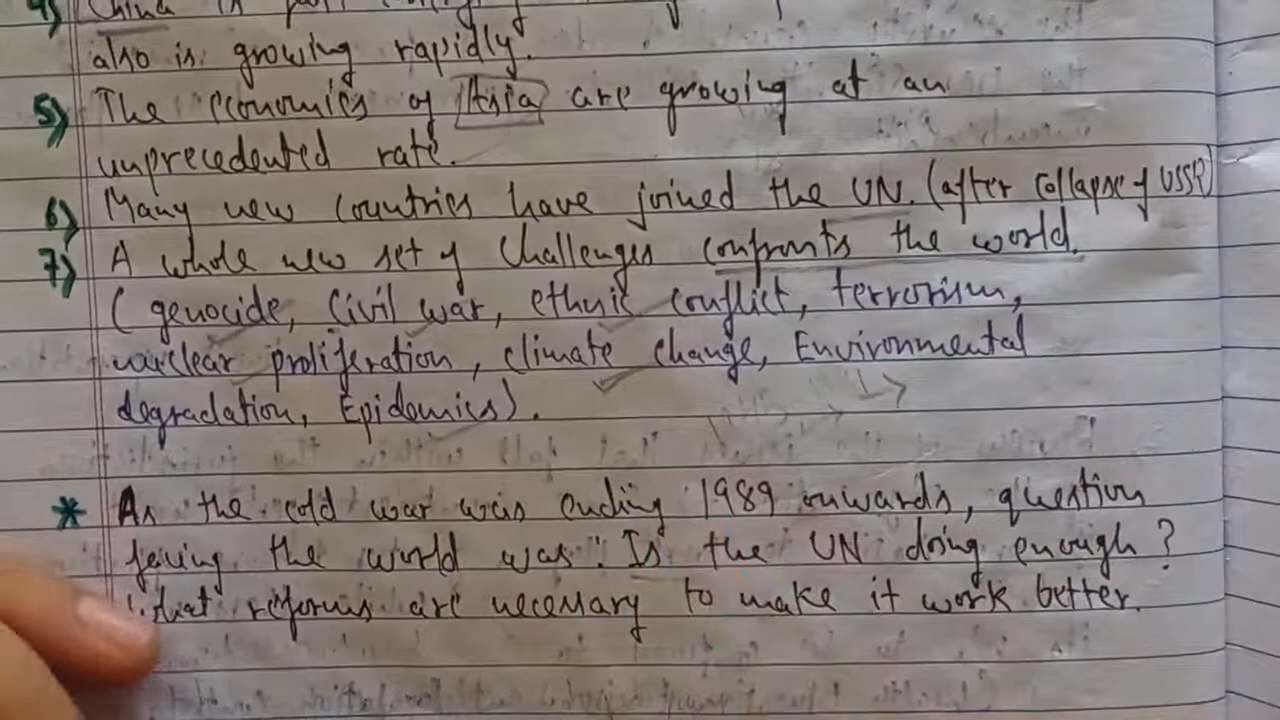 4) China is fast
also is growing rapidly.
5) The economies of Asia are growing at an
unprecedented rate.
6) Many new countries have joined the UN. (after collapse of USSR)
7) A whole new set of challenges confronts the world.
(genocide, Civil war, ethnic conflict, terrorism,
nuclear proliferation, climate change, Environmental
degradation, Epidemics).
* As the cold war was ending 1989 onwards, question
facing the world was: Is the UN doing enough?
What reforms are necessary to make it work better.